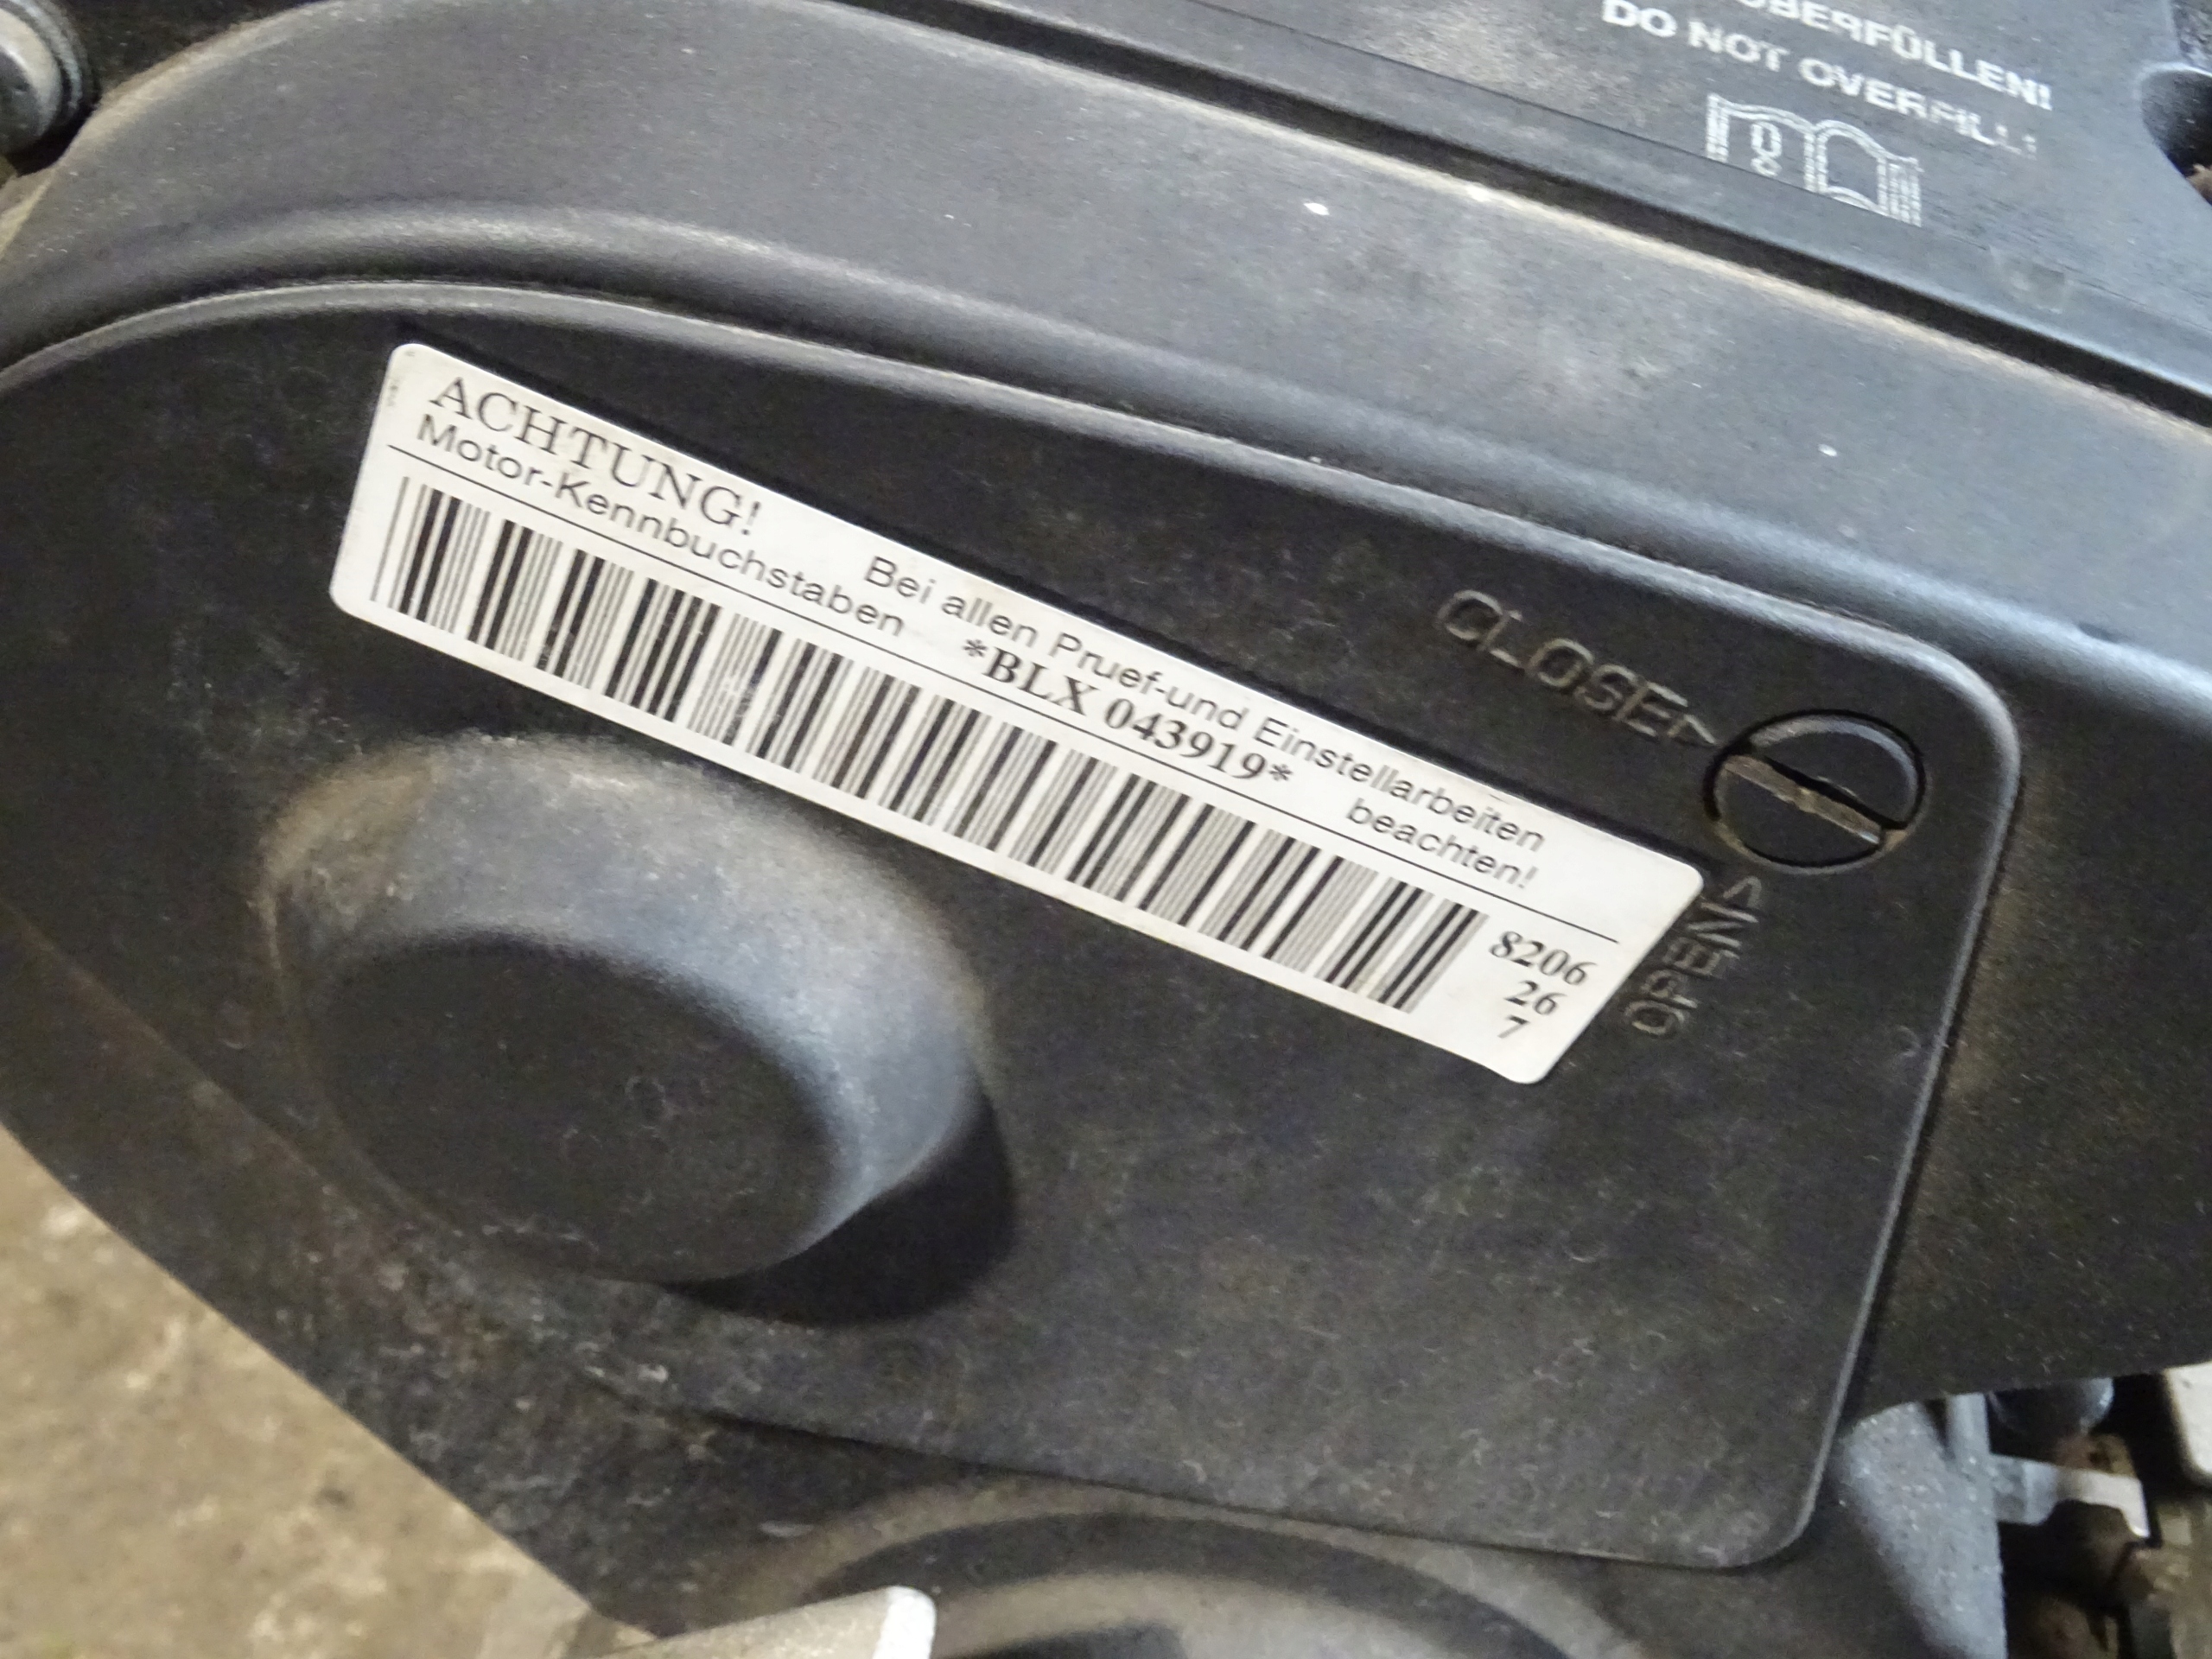 ÜBERFÜLLEN!
DO NOT OVERFILL!
ACHTUNG! Bei allen Pruef-und Einstellarbeiten
Motor-Kennbuchstaben *BLX 043919* beachten!
8206
26
7
CLOSE
OPEN